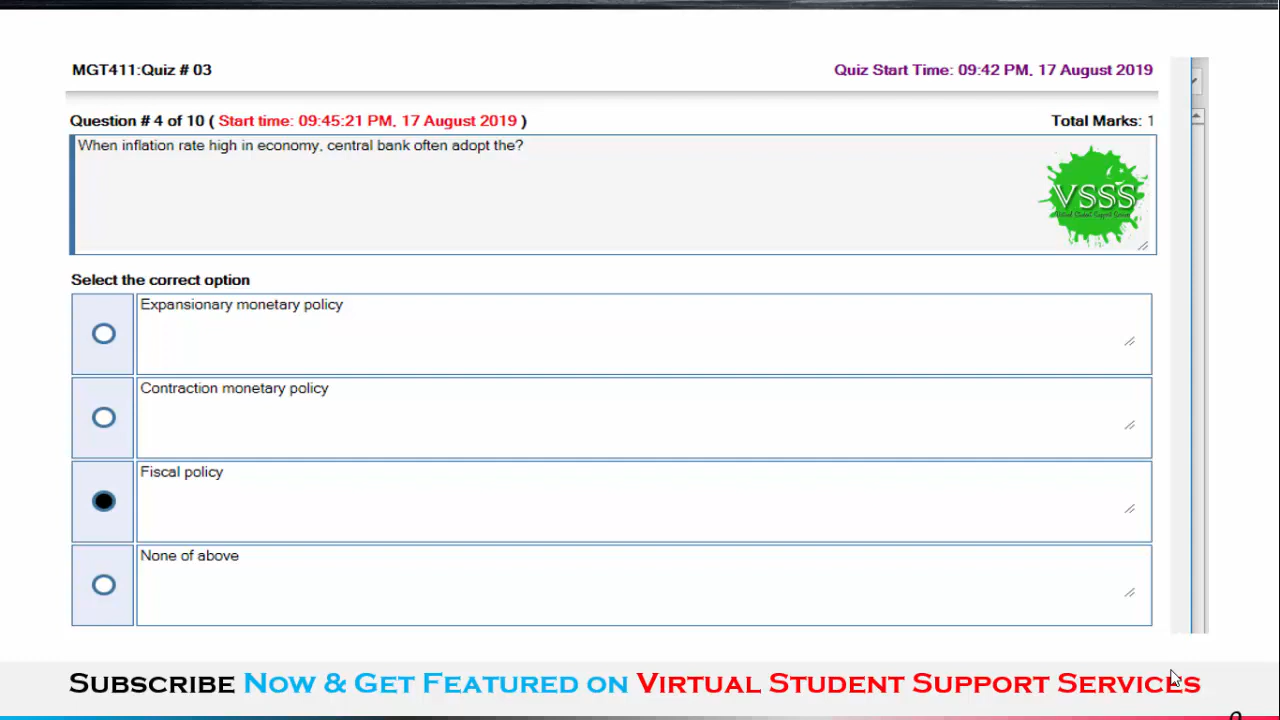 MGT411:Quiz # 03
Quiz Start Time: 09:42 PM, 17 August 2019
Question # 4 of 10 ( Start time: 09:45:21 PM, 17 August 2019 )
Total Marks: 1
When inflation rate high in economy, central bank often adopt the?
VSSS
Select the correct option
Expansionary monetary policy
Contraction monetary policy
Fiscal policy
None of above
SUBSCRIBE NOW & GET FEATURED ON VIRTUAL STUDENT SUPPORT SERVICES